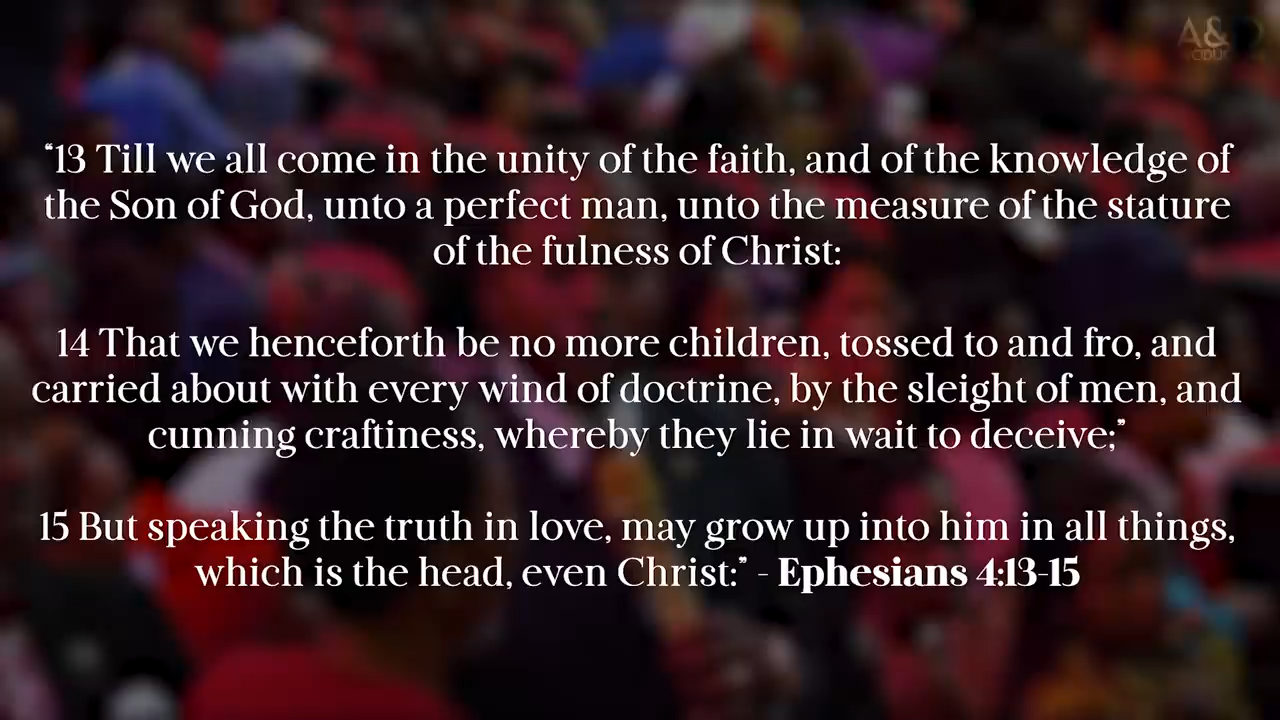 A&
“13 Till we all come in the unity of the faith, and of the knowledge of
the Son of God, unto a perfect man, unto the measure of the stature
of the fulness of Christ:
14 That we henceforth be no more children, tossed to and fro, and
carried about with every wind of doctrine, by the sleight of men, and
cunning craftiness, whereby they lie in wait to deceive;”
15 But speaking the truth in love, may grow up into him in all things,
which is the head, even Christ:” - Ephesians 4:13-15